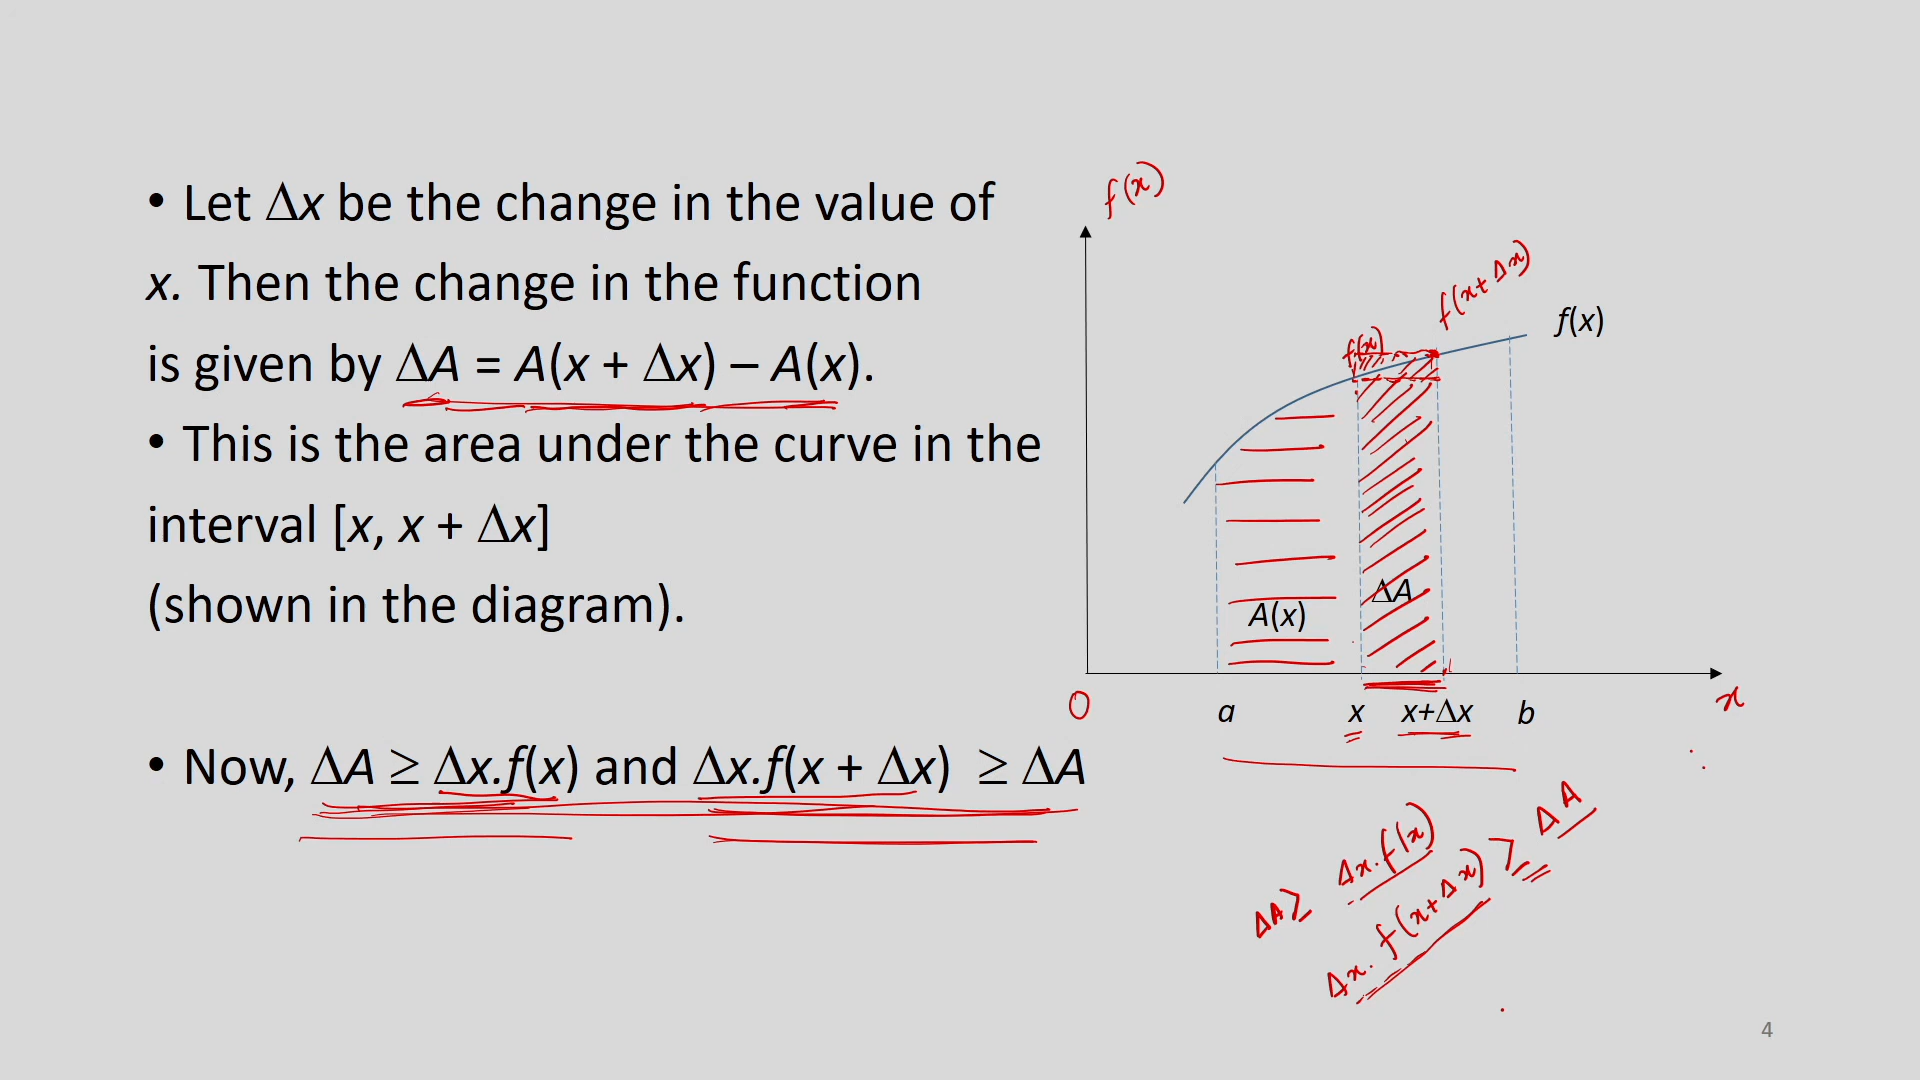 • Let Δx be the change in the value of
x. Then the change in the function
is given by ΔA = A(x + Δx) – A(x).
• This is the area under the curve in the
interval [x, x + Δx]
(shown in the diagram).
• Now, ΔA ≥ Δx.f(x) and Δx.f(x + Δx) ≥ ΔA
f(x)
f(x+Δx)
f(x)
f(x)
ΔA
A(x)
0
a
x
x+Δx
b
x
ΔA ≥ Δx.f(x)
Δx.f(x+Δx) ≥ ΔA
4